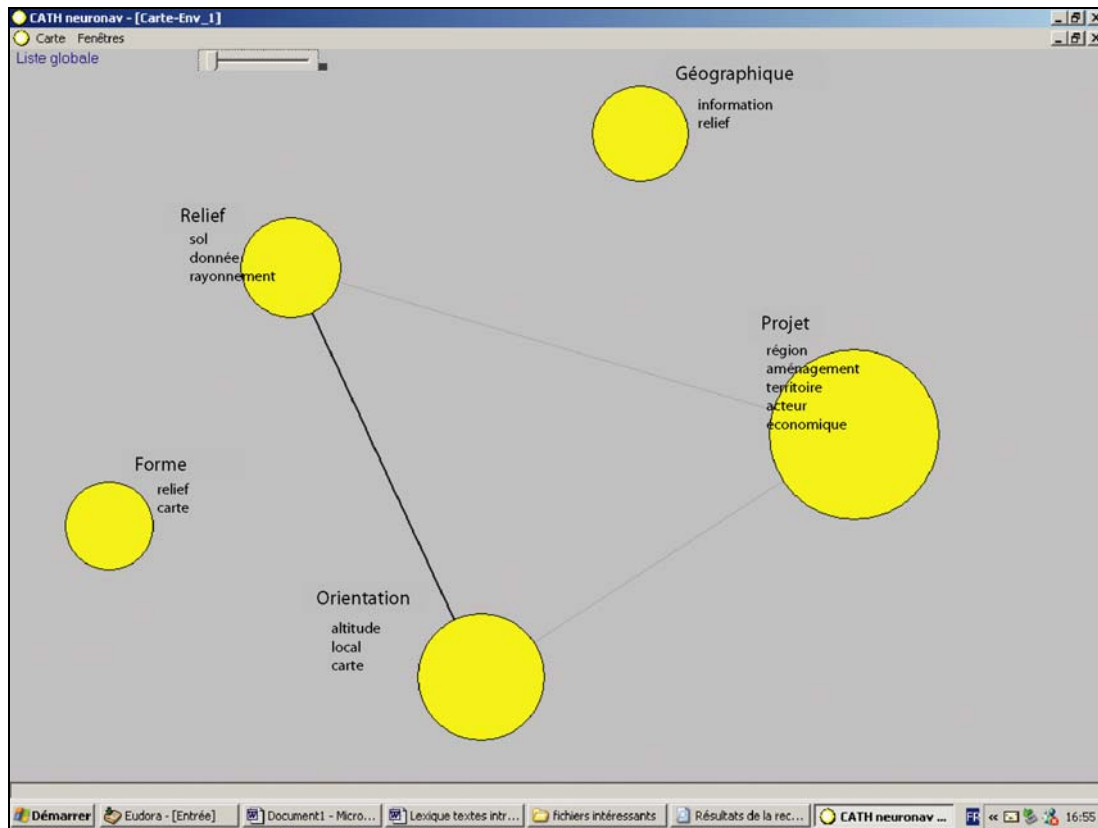 CATH neuronav - [Carte-Env_1]
Carte Fenêtres
Liste globale
Géographique
information
relief
Relief
sol
donnée
rayonnement
Projet
région
aménagement
territoire
acteur
économique
Forme
relief
carte
Orientation
altitude
local
carte
Démarrer Eudora - [Entrée] Document1 - Micro... Lexique textes intr... fichiers intéressants Résultats de la rec... CATH neuronav ... FR « 16:55